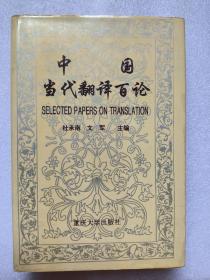 中国
当代翻译百论
SELECTED PAPERS ON TRANSLATION
杜承南 文军 主编
重庆大学出版社